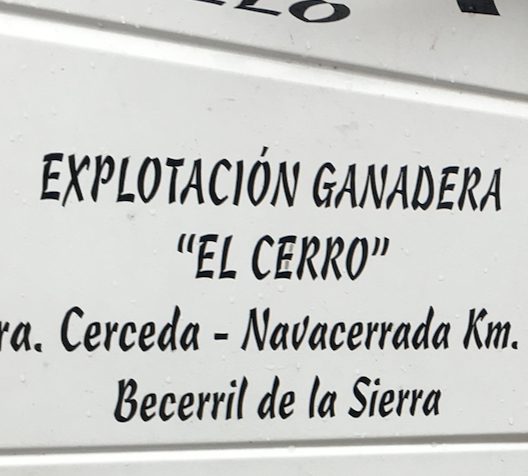 EXPLOTACIÓN GANADERA
“EL CERRO”
ra. Cerceda - Navacerrada Km.
Becerril de la Sierra